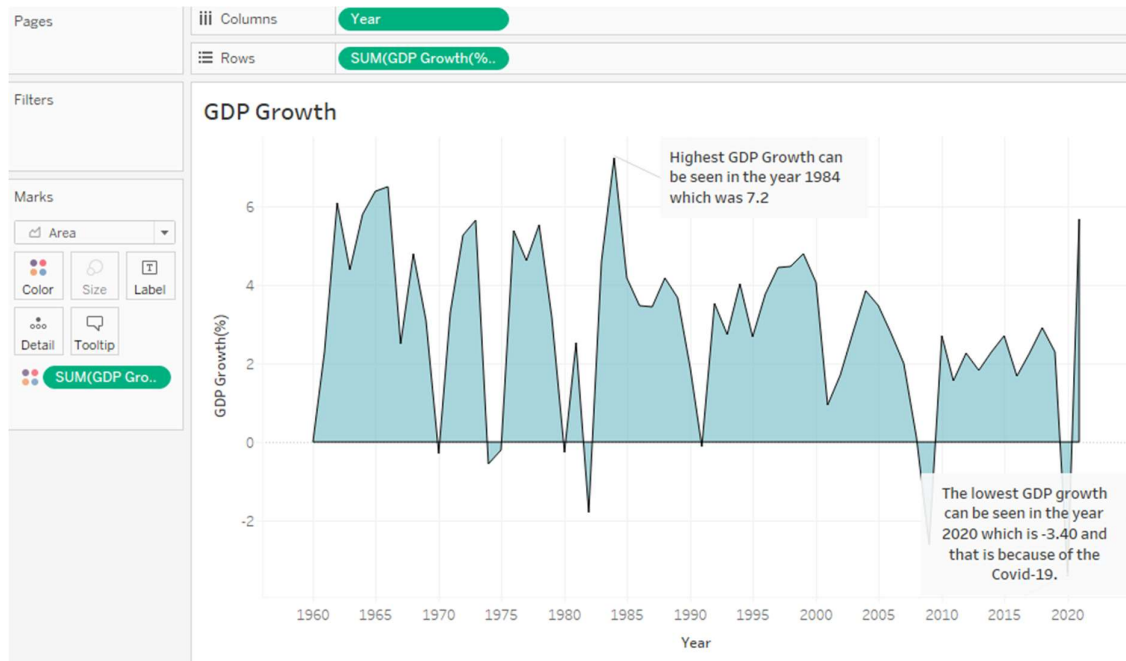 Pages
Columns
Year
Rows
SUM(GDP Growth(%..
Filters
Marks
Area
Color
Size
Label
Detail
Tooltip
SUM(GDP Gro..
GDP Growth
Highest GDP Growth can
be seen in the year 1984
which was 7.2
The lowest GDP growth
can be seen in the year
2020 which is -3.40 and
that is because of the
Covid-19.
GDP Growth(%)
6
4
2
0
-2
1960
1965
1970
1975
1980
1985
1990
1995
2000
2005
2010
2015
2020
Year